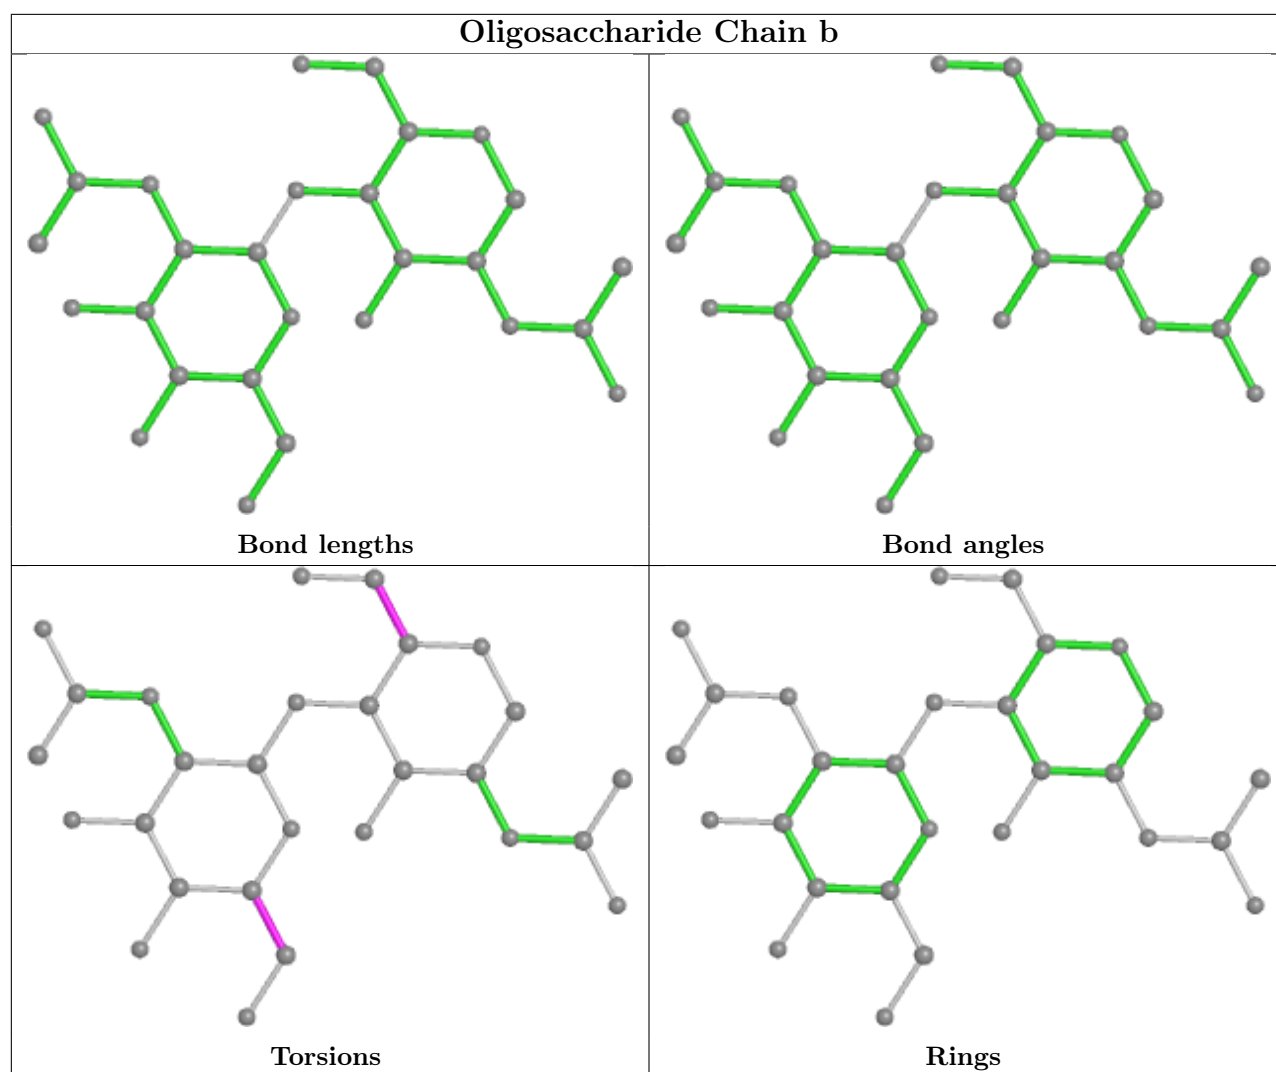 Oligosaccharide Chain b
Bond lengths
Bond angles
Torsions
Rings